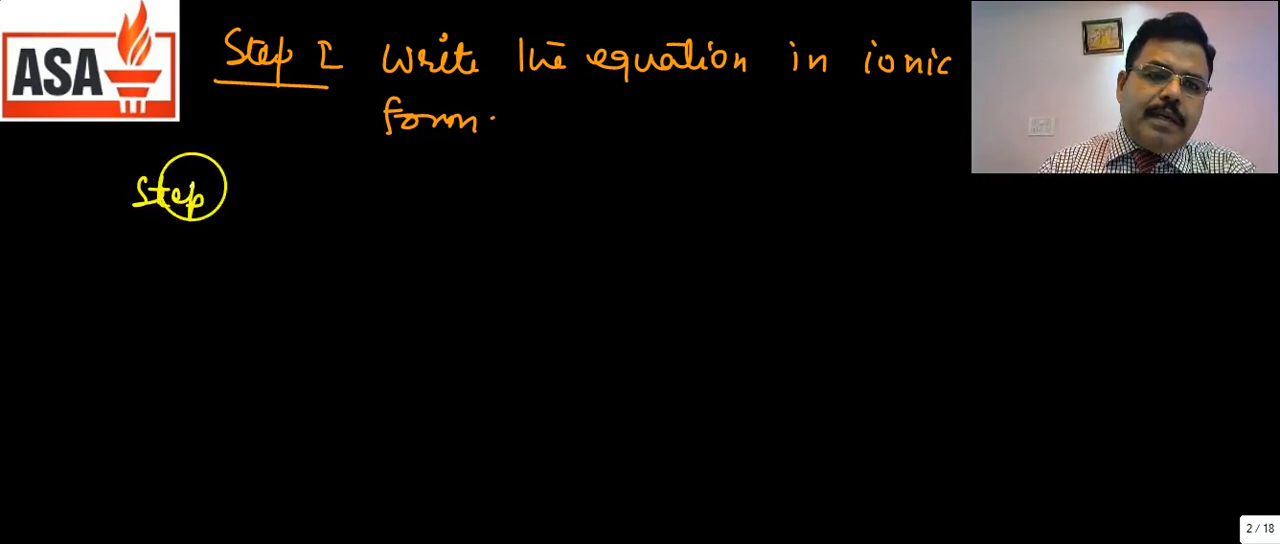 ASA
Step I Write the equation in ionic
form.
Step
2 / 18